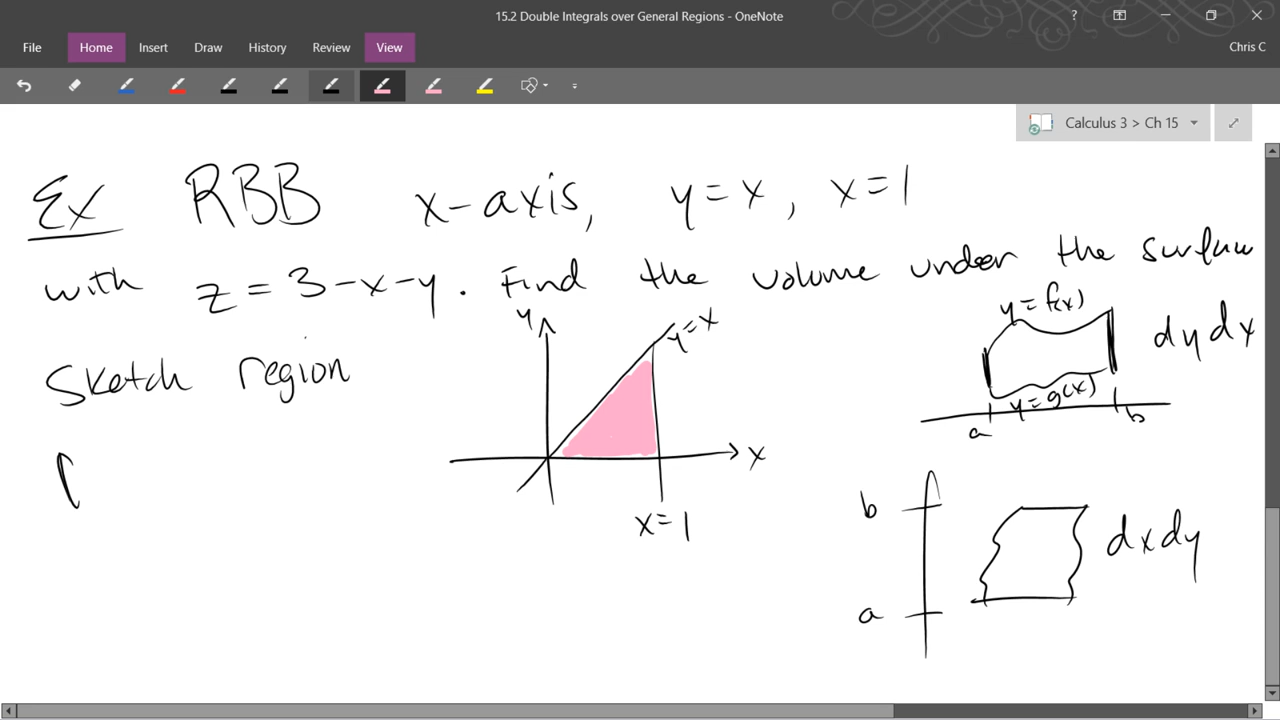 15.2 Double Integrals over General Regions - OneNote
?
File Home Insert Draw History Review View
Chris C
Calculus 3 > Ch 15
Ex RBB x-axis, y=x, x=1
with z=3-x-y. Find the volume under the surface
Sketch region
y
y=x
x
x=1
y=f(x)
y=g(x)
a
b
dydx
b
a
dxdy